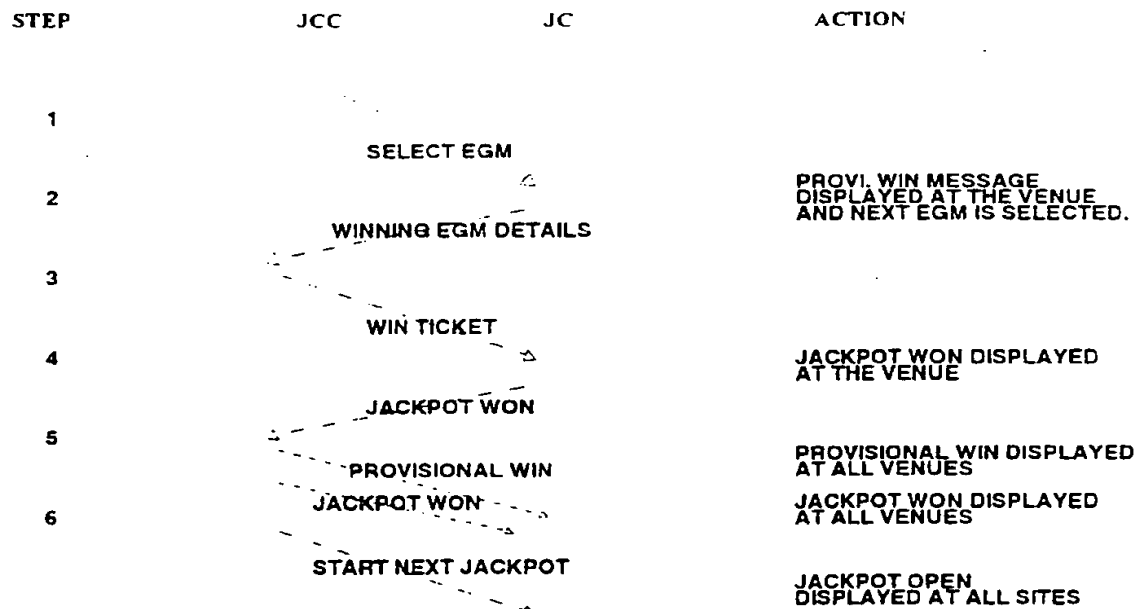 STEP JCC JC ACTION
1
SELECT EGM
PROVI. WIN MESSAGE
2 DISPLAYED AT THE VENUE
AND NEXT EGM IS SELECTED.
WINNING EGM DETAILS
3
WIN TICKET
4 JACKPOT WON DISPLAYED
AT THE VENUE
JACKPOT WON
5
PROVISIONAL WIN DISPLAYED
PROVISIONAL WIN AT ALL VENUES
JACKPOT WON JACKPOT WON DISPLAYED
6 AT ALL VENUES
START NEXT JACKPOT
JACKPOT OPEN
DISPLAYED AT ALL SITES